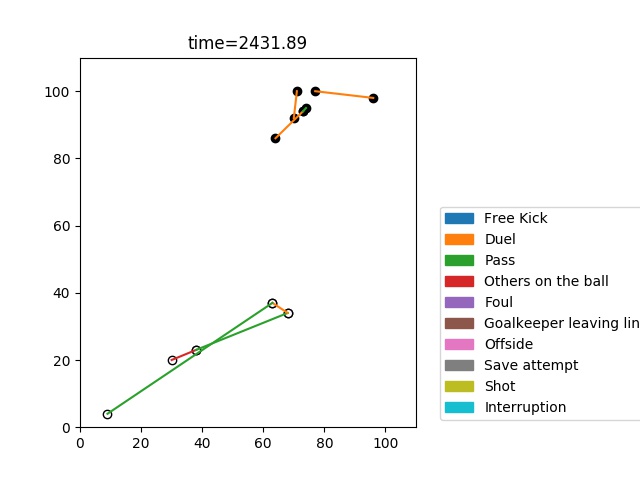 time=2431.89
100
80
60
40
20
0
0 20 40 60 80 100
Free Kick
Duel
Pass
Others on the ball
Foul
Goalkeeper leaving lin
Offside
Save attempt
Shot
Interruption